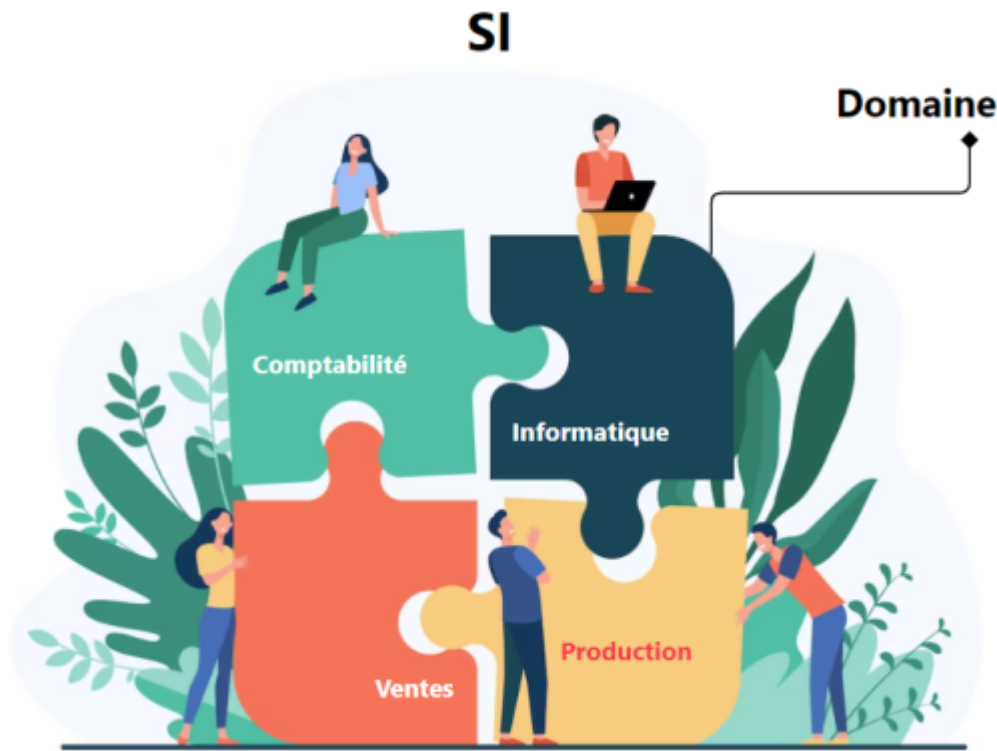 SI
Domaine
Comptabilité
Informatique
Ventes
Production